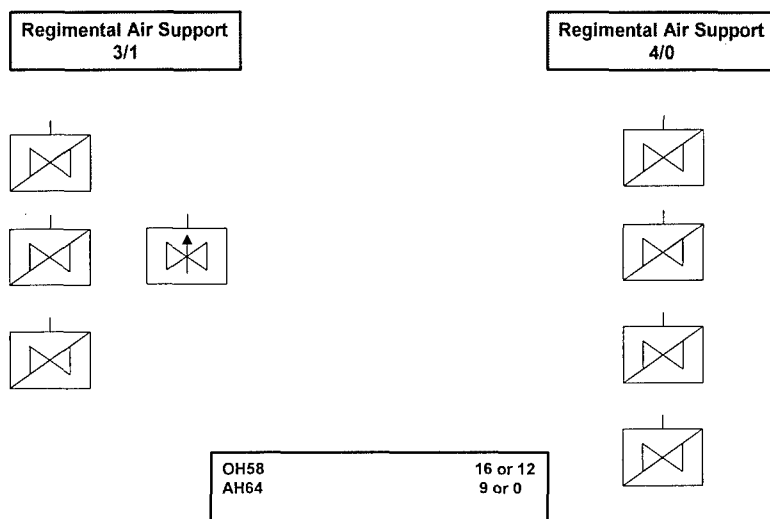 Regimental Air Support
3/1
Regimental Air Support
4/0
OH58 16 or 12
AH64 9 or 0